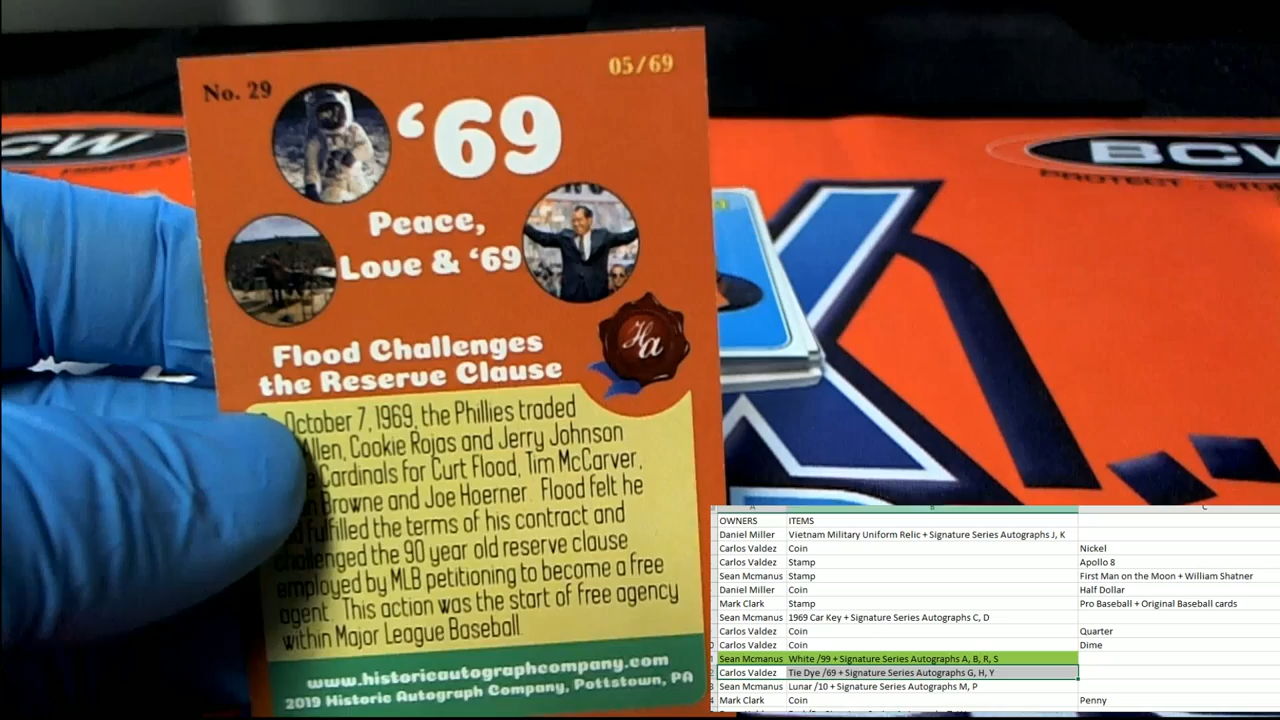 No. 29
05/69
‘69
Peace,
Love & ‘69
Ha
Flood Challenges
the Reserve Clause
October 7, 1969, the Phillies traded
Allen, Cookie Rojas and Jerry Johnson
Cardinals for Curt Flood, Tim McCarver,
Browne and Joe Hoerner. Flood felt he
fulfilled the terms of his contract and
challenged the 90 year old reserve clause
employed by MLB petitioning to become a free
agent. This action was the start of free agency
within Major League Baseball.
www.historicautographcompany.com
2019 Historic Autograph Company, Pottstown, PA
BCW
PROTECT
OWNERS ITEMS
Daniel Miller Vietnam Military Uniform Relic + Signature Series Autographs J, K
Carlos Valdez Coin Nickel
Carlos Valdez Stamp Apollo 8
Sean Mcmanus Stamp First Man on the Moon + William Shatner
Daniel Miller Coin Half Dollar
Mark Clark Stamp Pro Baseball + Original Baseball cards
Sean Mcmanus 1969 Car Key + Signature Series Autographs C, D
Carlos Valdez Coin Quarter
Carlos Valdez Coin Dime
Sean Mcmanus White /99 + Signature Series Autographs A, B, R, S
Carlos Valdez Tie Dye /69 + Signature Series Autographs G, H, Y
Sean Mcmanus Lunar /10 + Signature Series Autographs M, P
Mark Clark Coin Penny